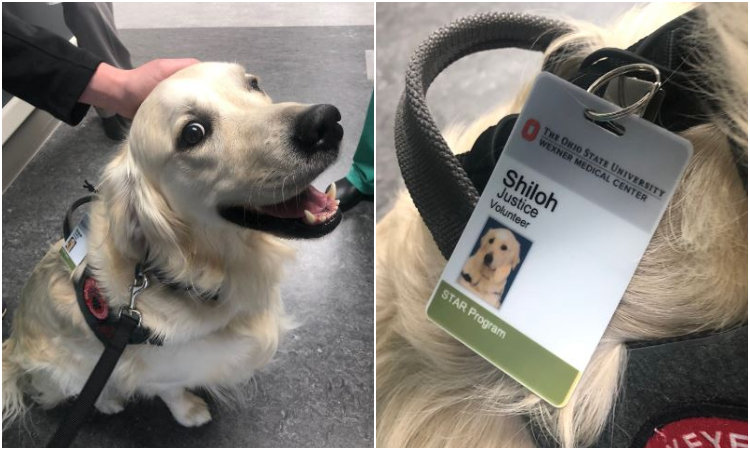 THE OHIO STATE UNIVERSITY
WEXNER MEDICAL CENTER
Shiloh
Justice
Volunteer
STAR Program